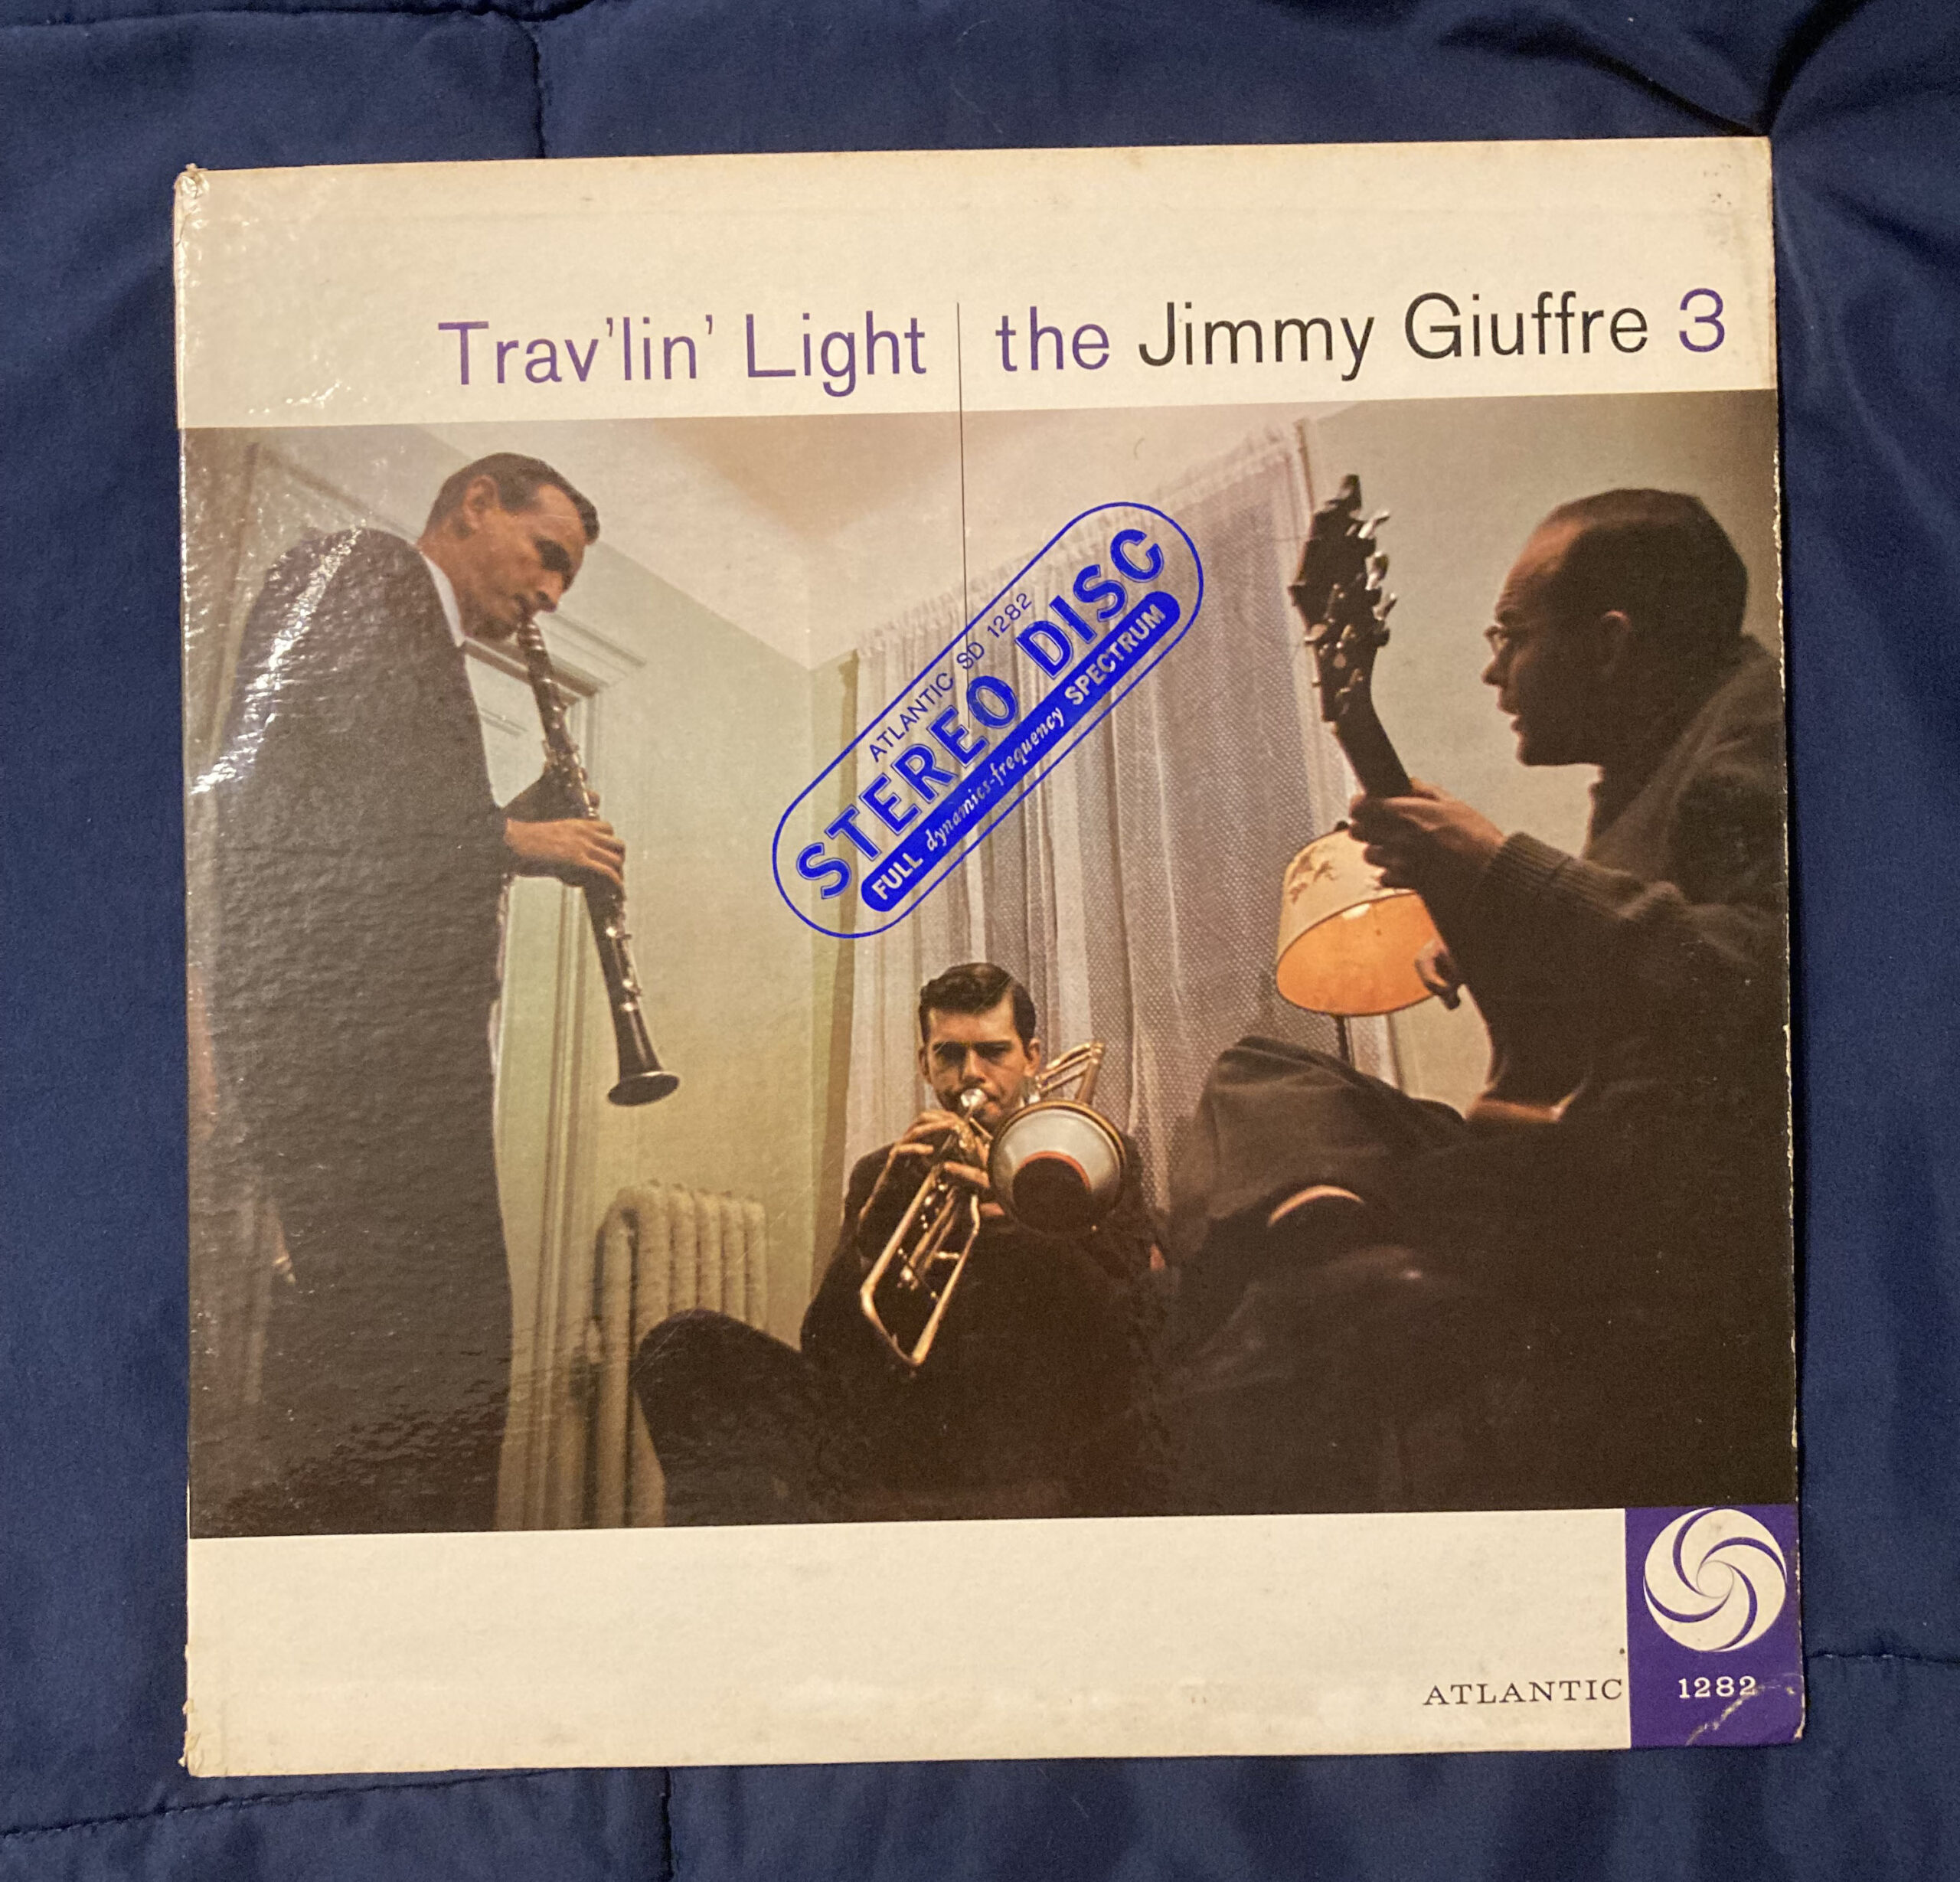 Trav'lin' Light
the Jimmy Giuffre 3
ATLANTIC SD 1282
STEREO DISC
FULL dynamics-frequency SPECTRUM
ATLANTIC
1282